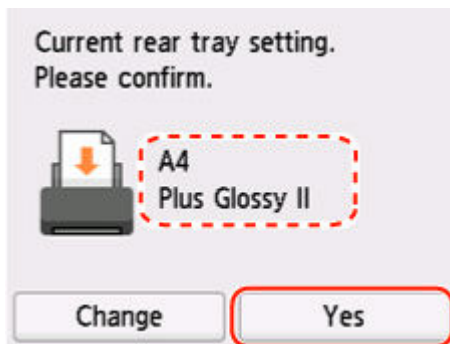 Current rear tray setting.
Please confirm.
A4
Plus Glossy II
Change
Yes